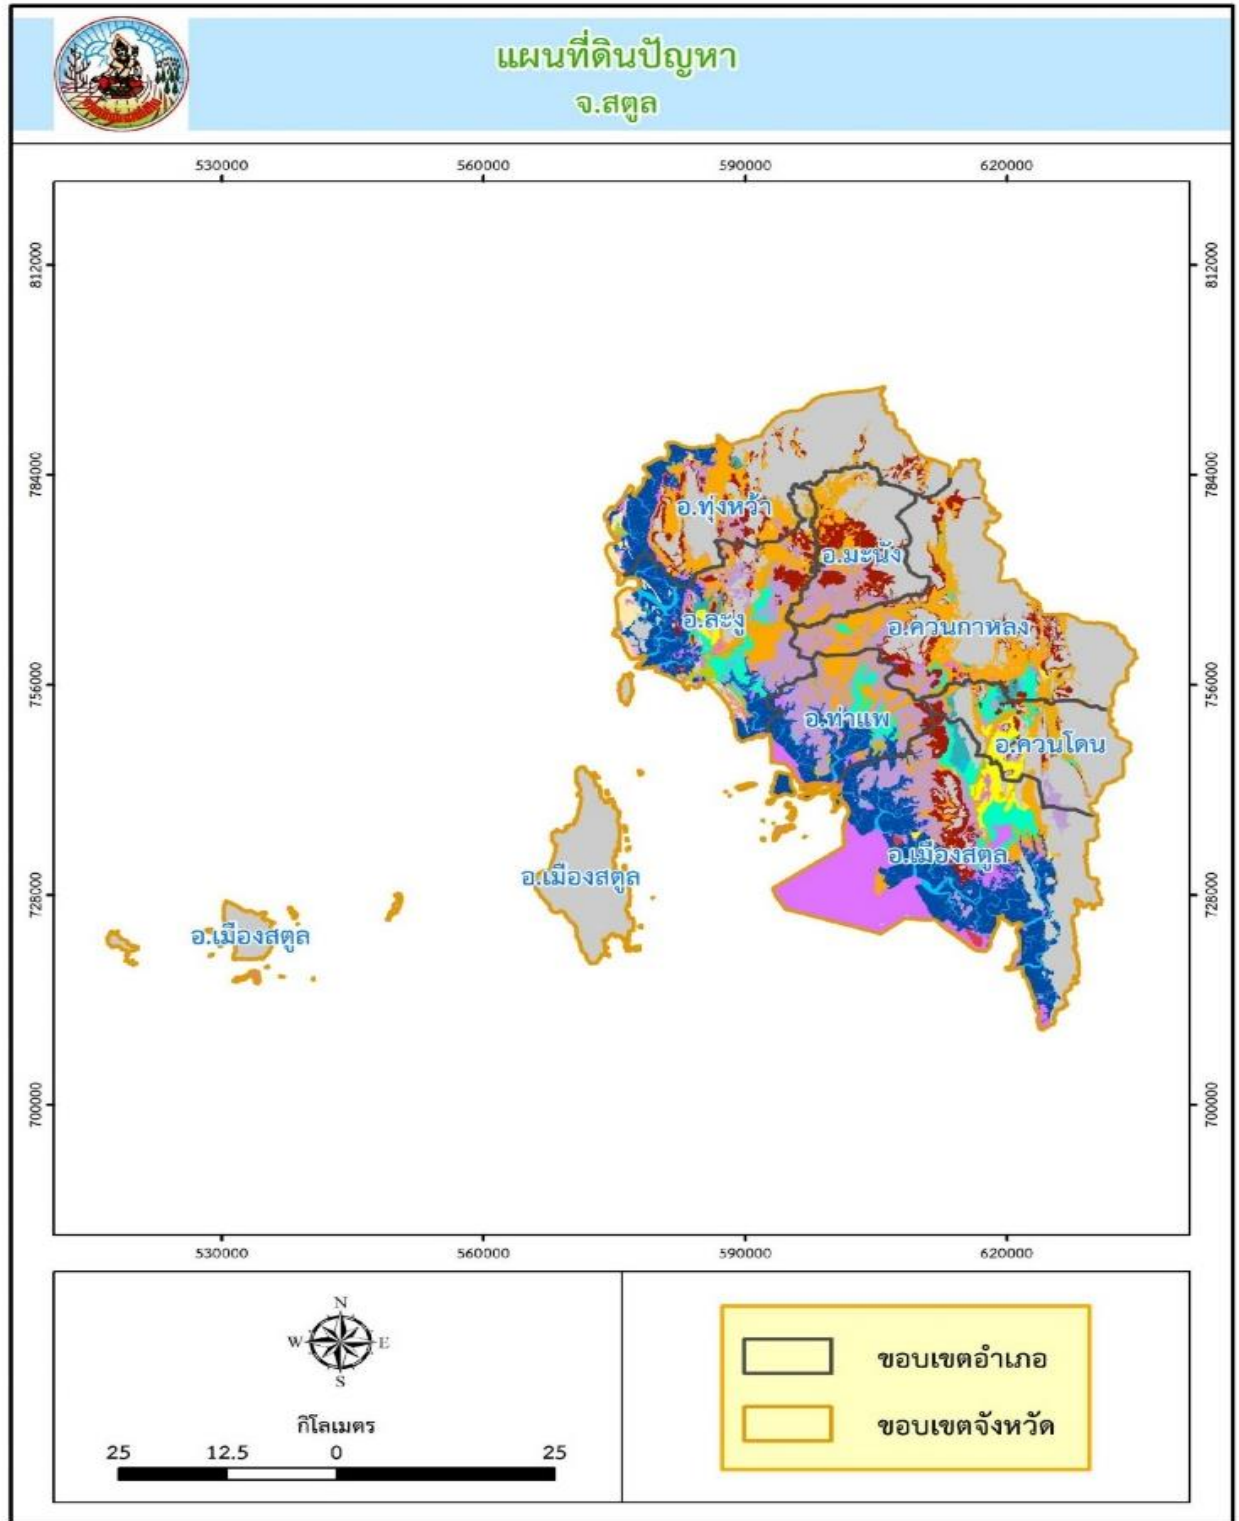 แผนที่ดินปัญหา
จ.สตูล
530000 560000 590000 620000
812000 812000
784000 784000
อ.ทุ่งหว้า
อ.มะนัง
อ.ละงู
อ.ควนกาหลง
756000 756000
อ.ท่าแพ
อ.ควนโดน
อ.เมืองสตูล
อ.เมืองสตูล
728000 728000
อ.เมืองสตูล
700000 700000
530000 560000 590000 620000
N
W E
S
กิโลเมตร
25 12.5 0 25
ขอบเขตอำเภอ
ขอบเขตจังหวัด